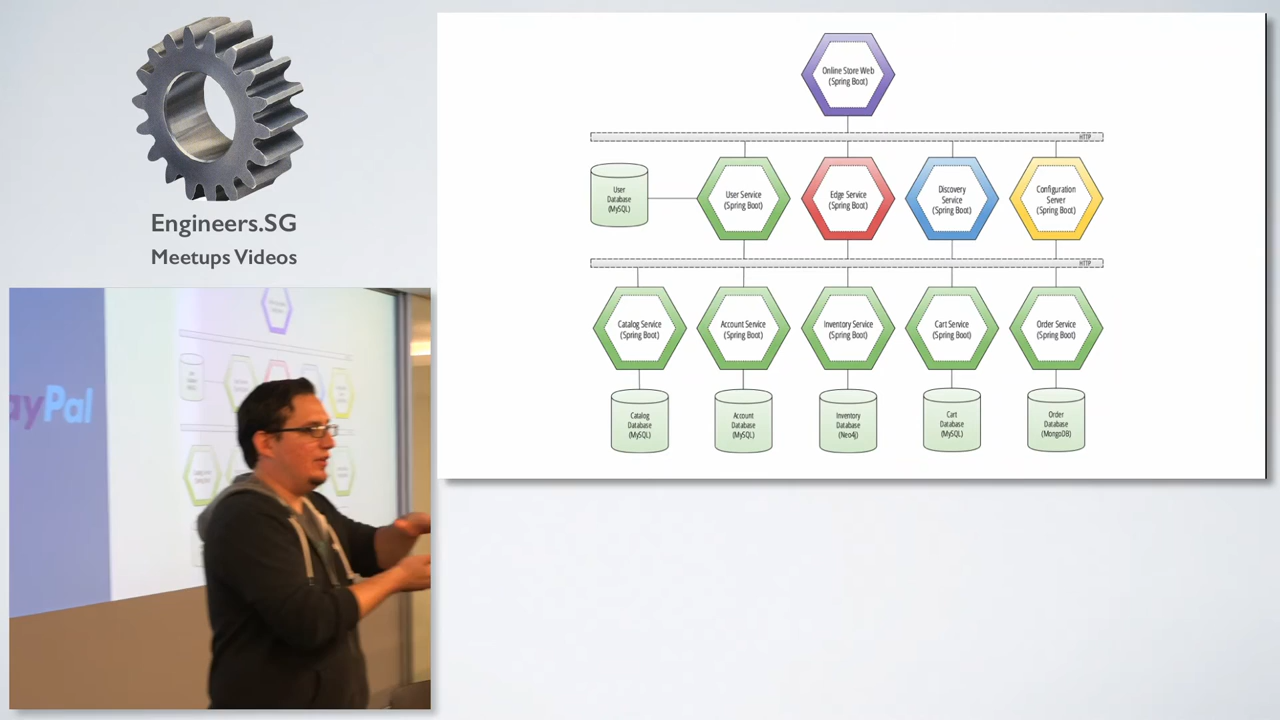 Engineers.SG
Meetups Videos
Online Store Web
(Spring Boot)
HTTP
User
Database
(MySQL)
User Service
(Spring Boot)
Edge Service
(Spring Boot)
Discovery
Service
(Spring Boot)
Configuration
Server
(Spring Boot)
HTTP
Catalog Service
(Spring Boot)
Account Service
(Spring Boot)
Inventory Service
(Spring Boot)
Cart Service
(Spring Boot)
Order Service
(Spring Boot)
Catalog
Database
(MySQL)
Account
Database
(MySQL)
Inventory
Database
(Neo4j)
Cart
Database
(MySQL)
Order
Database
(MongoDB)
ayPal